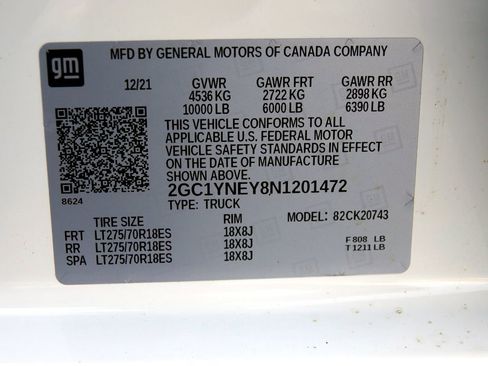 gm
MFD BY GENERAL MOTORS OF CANADA COMPANY
12/21 GVWR GAWR FRT GAWR RR
4536 KG 2722 KG 2898 KG
10000 LB 6000 LB 6390 LB
THIS VEHICLE CONFORMS TO ALL
APPLICABLE U.S. FEDERAL MOTOR
VEHICLE SAFETY STANDARDS IN EFFECT
ON THE DATE OF MANUFACTURE
SHOWN ABOVE.
2GC1YNEY8N1201472
8624
TYPE: TRUCK
TIRE SIZE RIM MODEL: 82CK20743
FRT LT275/70R18ES 18X8J
RR LT275/70R18ES 18X8J
SPA LT275/70R18ES 18X8J
F 808 LB
T 1211 LB